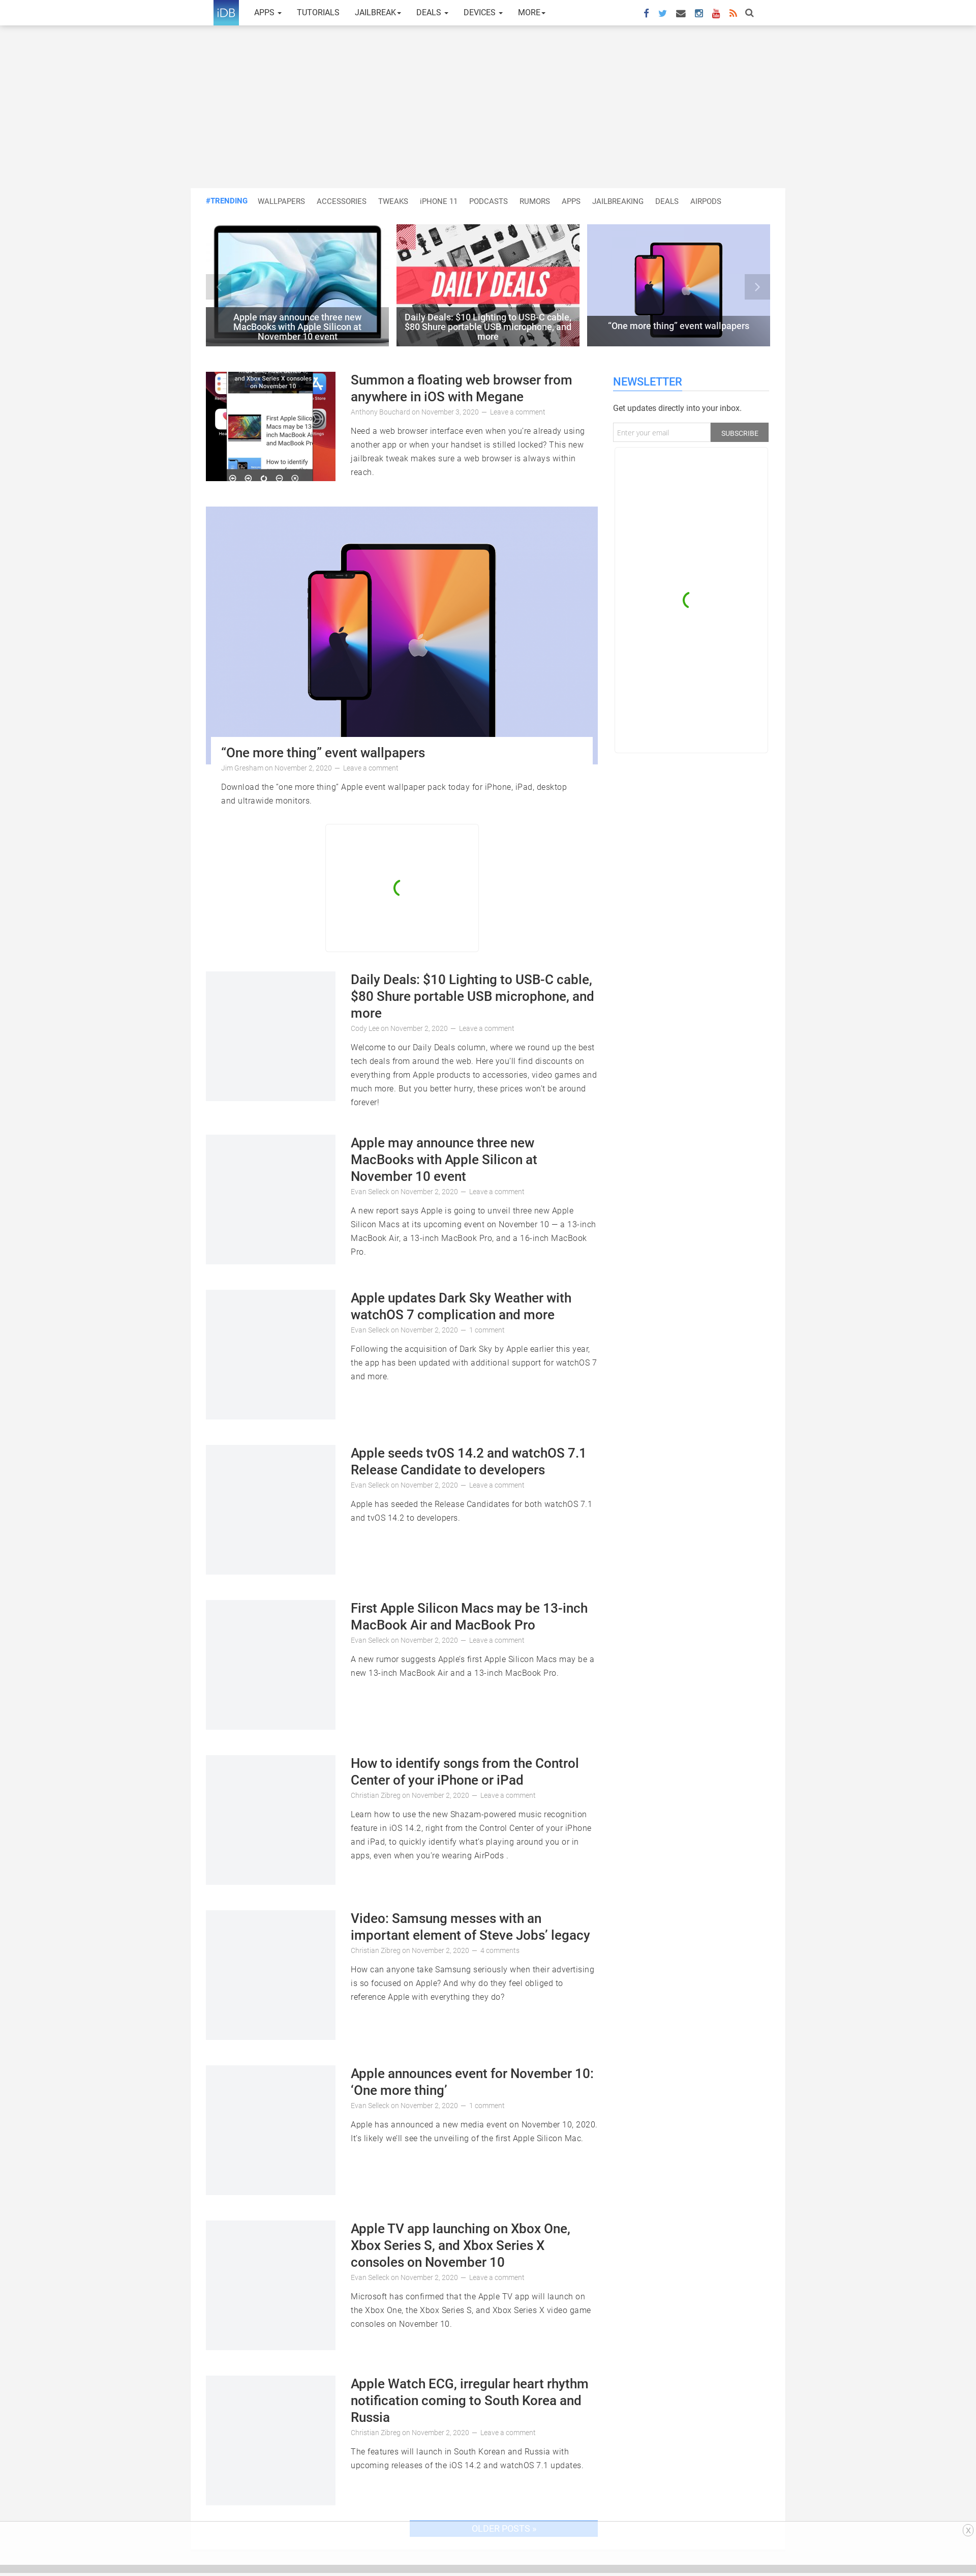 iDB APPS TUTORIALS JAILBREAK DEALS DEVICES MORE
#TRENDING WALLPAPERS ACCESSORIES TWEAKS iPHONE 11 PODCASTS RUMORS APPS JAILBREAKING DEALS AIRPODS
Apple may announce three new
MacBooks with Apple Silicon at
November 10 event
DAILY DEALS
Daily Deals: $10 Lighting to USB-C cable,
$80 Shure portable USB microphone, and
more
“One more thing” event wallpapers
and Xbox Series X consoles
on November 10
First Apple Silicon
Macs may be 13-
inch MacBook Air
and MacBook Pro
How to identify
Summon a floating web browser from
anywhere in iOS with Megane
Anthony Bouchard on November 3, 2020 — Leave a comment
Need a web browser interface even when you’re already using
another app or when your handset is stilled locked? This new
jailbreak tweak makes sure a web browser is always within
reach.
NEWSLETTER
Get updates directly into your inbox.
Enter your email SUBSCRIBE
“One more thing” event wallpapers
Jim Gresham on November 2, 2020 — Leave a comment
Download the “one more thing” Apple event wallpaper pack today for iPhone, iPad, desktop
and ultrawide monitors.
Daily Deals: $10 Lighting to USB-C cable,
$80 Shure portable USB microphone, and
more
Cody Lee on November 2, 2020 — Leave a comment
Welcome to our Daily Deals column, where we round up the best
tech deals from around the web. Here you’ll find discounts on
everything from Apple products to accessories, video games and
much more. But you better hurry, these prices won’t be around
forever!
Apple may announce three new
MacBooks with Apple Silicon at
November 10 event
Evan Selleck on November 2, 2020 — Leave a comment
A new report says Apple is going to unveil three new Apple
Silicon Macs at its upcoming event on November 10 — a 13-inch
MacBook Air, a 13-inch MacBook Pro, and a 16-inch MacBook
Pro.
Apple updates Dark Sky Weather with
watchOS 7 complication and more
Evan Selleck on November 2, 2020 — 1 comment
Following the acquisition of Dark Sky by Apple earlier this year,
the app has been updated with additional support for watchOS 7
and more.
Apple seeds tvOS 14.2 and watchOS 7.1
Release Candidate to developers
Evan Selleck on November 2, 2020 — Leave a comment
Apple has seeded the Release Candidates for both watchOS 7.1
and tvOS 14.2 to developers.
First Apple Silicon Macs may be 13-inch
MacBook Air and MacBook Pro
Evan Selleck on November 2, 2020 — Leave a comment
A new rumor suggests Apple’s first Apple Silicon Macs may be a
new 13-inch MacBook Air and a 13-inch MacBook Pro.
How to identify songs from the Control
Center of your iPhone or iPad
Christian Zibreg on November 2, 2020 — Leave a comment
Learn how to use the new Shazam-powered music recognition
feature in iOS 14.2, right from the Control Center of your iPhone
and iPad, to quickly identify what’s playing around you or in
apps, even when you’re wearing AirPods .
Video: Samsung messes with an
important element of Steve Jobs’ legacy
Christian Zibreg on November 2, 2020 — 4 comments
How can anyone take Samsung seriously when their advertising
is so focused on Apple? And why do they feel obliged to
reference Apple with everything they do?
Apple announces event for November 10:
‘One more thing’
Evan Selleck on November 2, 2020 — 1 comment
Apple has announced a new media event on November 10, 2020.
It’s likely we’ll see the unveiling of the first Apple Silicon Mac.
Apple TV app launching on Xbox One,
Xbox Series S, and Xbox Series X
consoles on November 10
Evan Selleck on November 2, 2020 — Leave a comment
Microsoft has confirmed that the Apple TV app will launch on
the Xbox One, the Xbox Series S, and Xbox Series X video game
consoles on November 10.
Apple Watch ECG, irregular heart rhythm
notification coming to South Korea and
Russia
Christian Zibreg on November 2, 2020 — Leave a comment
The features will launch in South Korean and Russia with
upcoming releases of the iOS 14.2 and watchOS 7.1 updates.
OLDER POSTS »
X